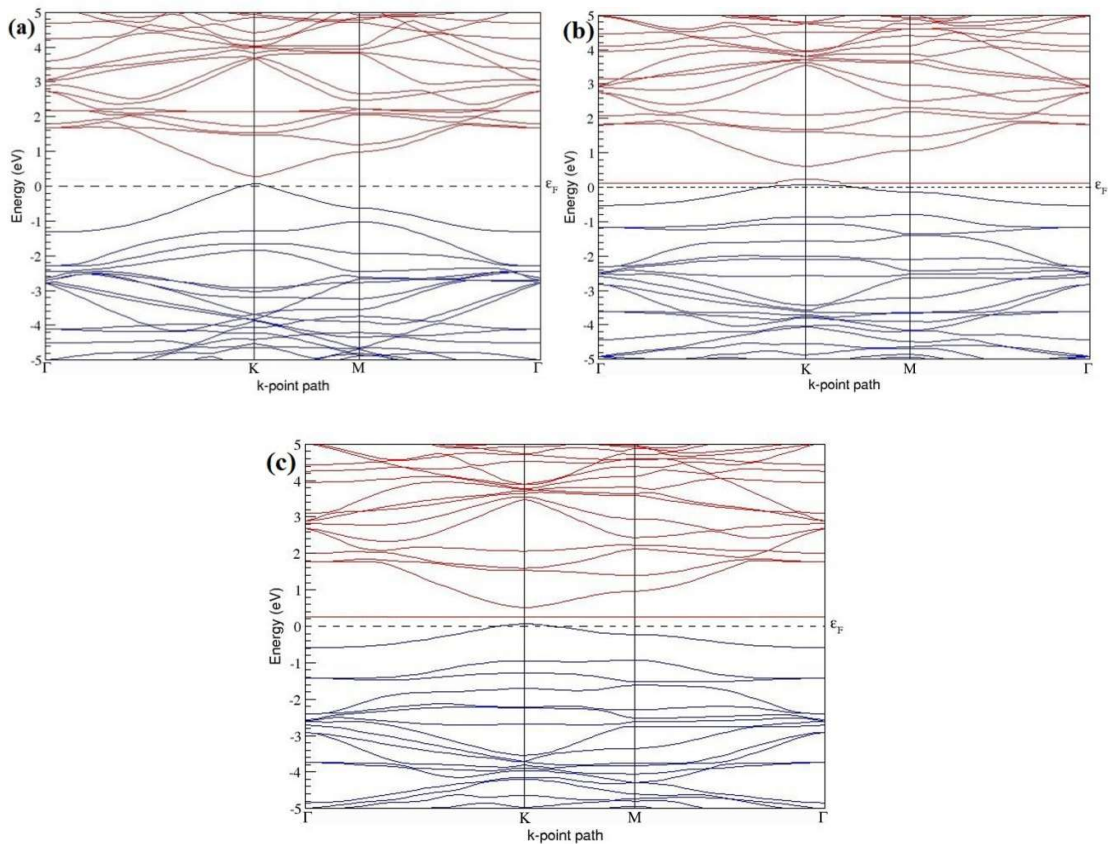 (a)
5
4
3
2
1
0
-1
-2
-3
-4
-5
Energy (eV)
εF
Γ K M Γ
k-point path
(b)
5
4
3
2
1
0
-1
-2
-3
-4
-5
Energy (eV)
εF
Γ K M Γ
k-point path
(c)
5
4
3
2
1
0
-1
-2
-3
-4
-5
Energy (eV)
εF
Γ K M Γ
k-point path